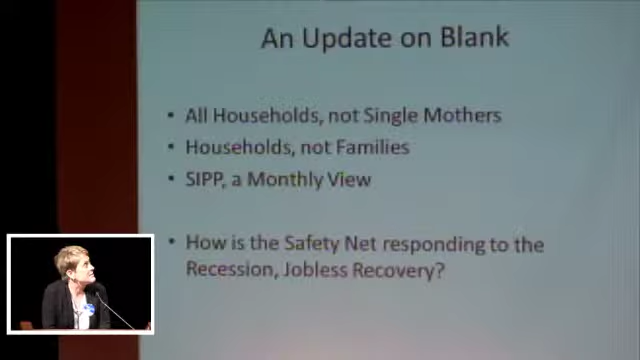 An Update on Blank
• All Households, not Single Mothers
• Households, not Families
• SIPP, a Monthly View
• How is the Safety Net responding to the
Recession, Jobless Recovery?